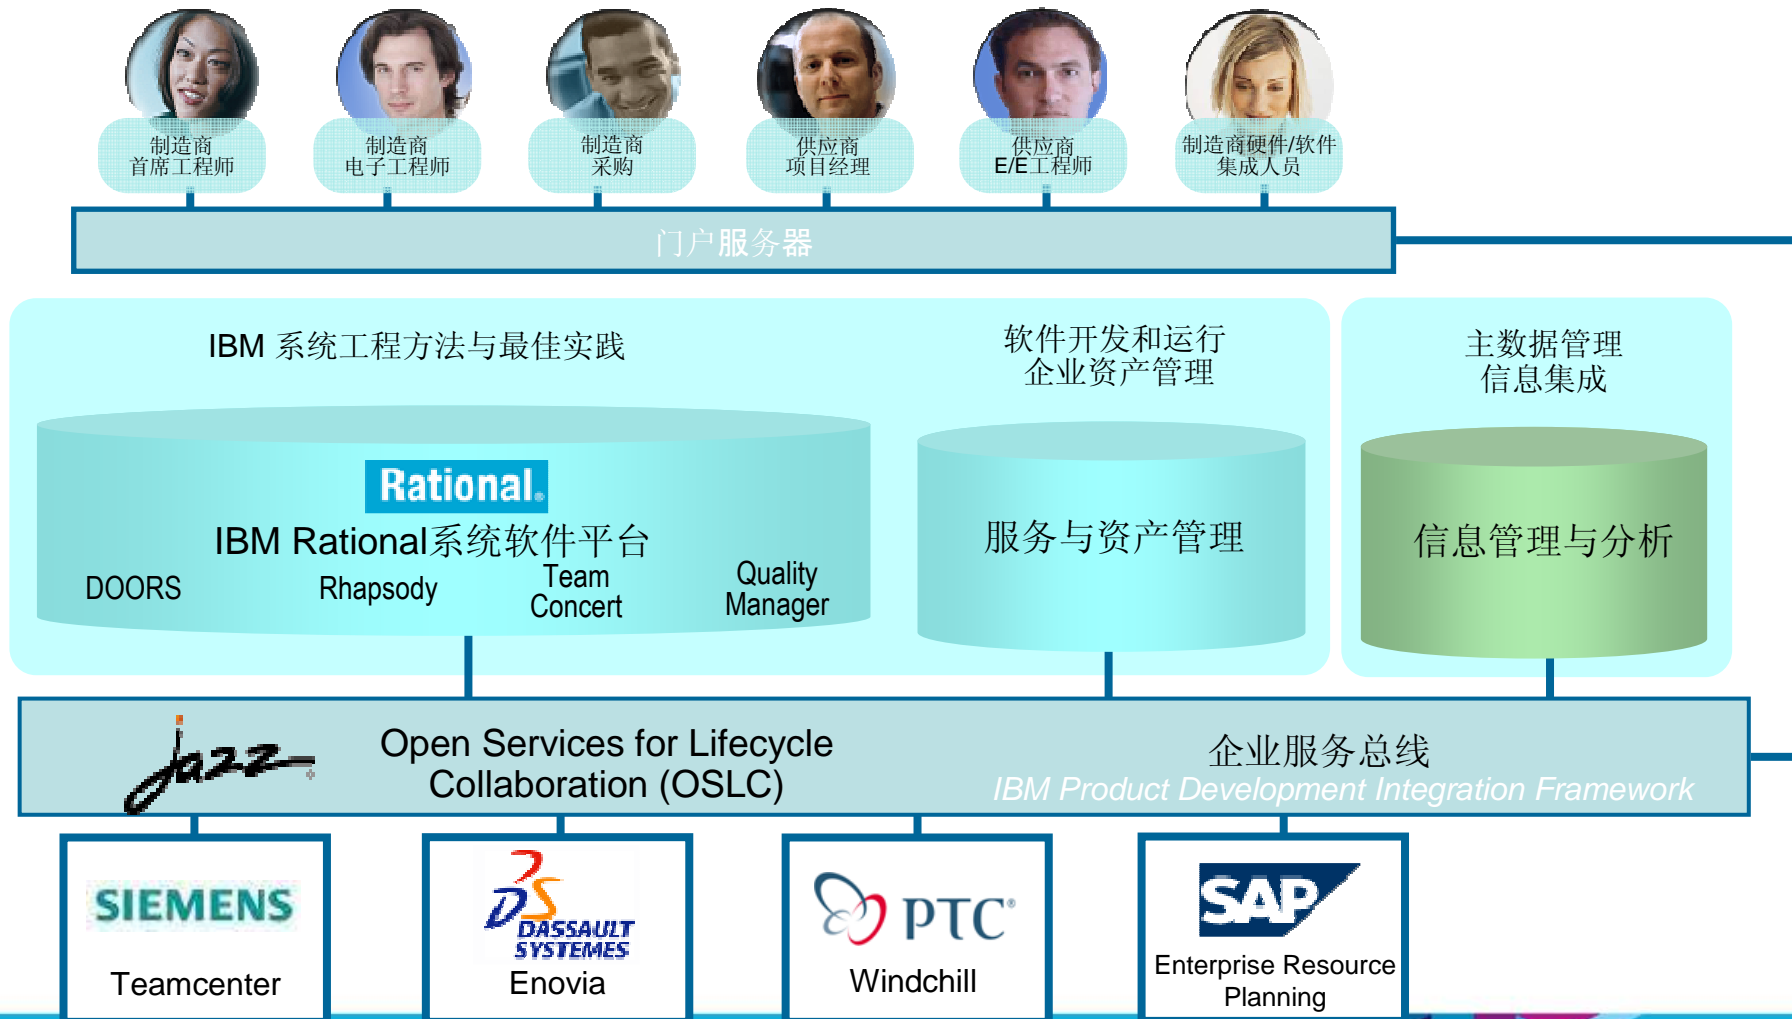 制造商
首席工程师
制造商
电子工程师
制造商
采购
供应商
项目经理
供应商
E/E工程师
制造商硬件/软件
集成人员
门户服务器
IBM 系统工程方法与最佳实践
软件开发和运行
企业资产管理
主数据管理
信息集成
Rational®
IBM Rational系统软件平台
DOORS
Rhapsody
Team
Concert
Quality
Manager
服务与资产管理
信息管理与分析
jazz
Open Services for Lifecycle
Collaboration (OSLC)
企业服务总线
IBM Product Development Integration Framework
SIEMENS
Teamcenter
DASSAULT
SYSTEMES
Enovia
PTC®
Windchill
SAP
Enterprise Resource
Planning